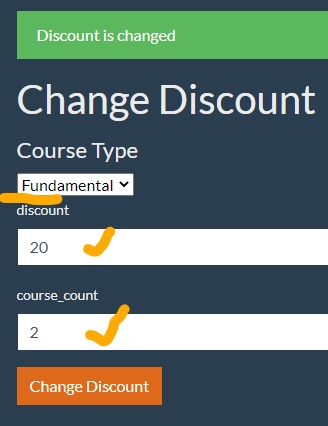 Discount is changed
Change Discount
Course Type
Fundamental
discount
20
course_count
2
Change Discount